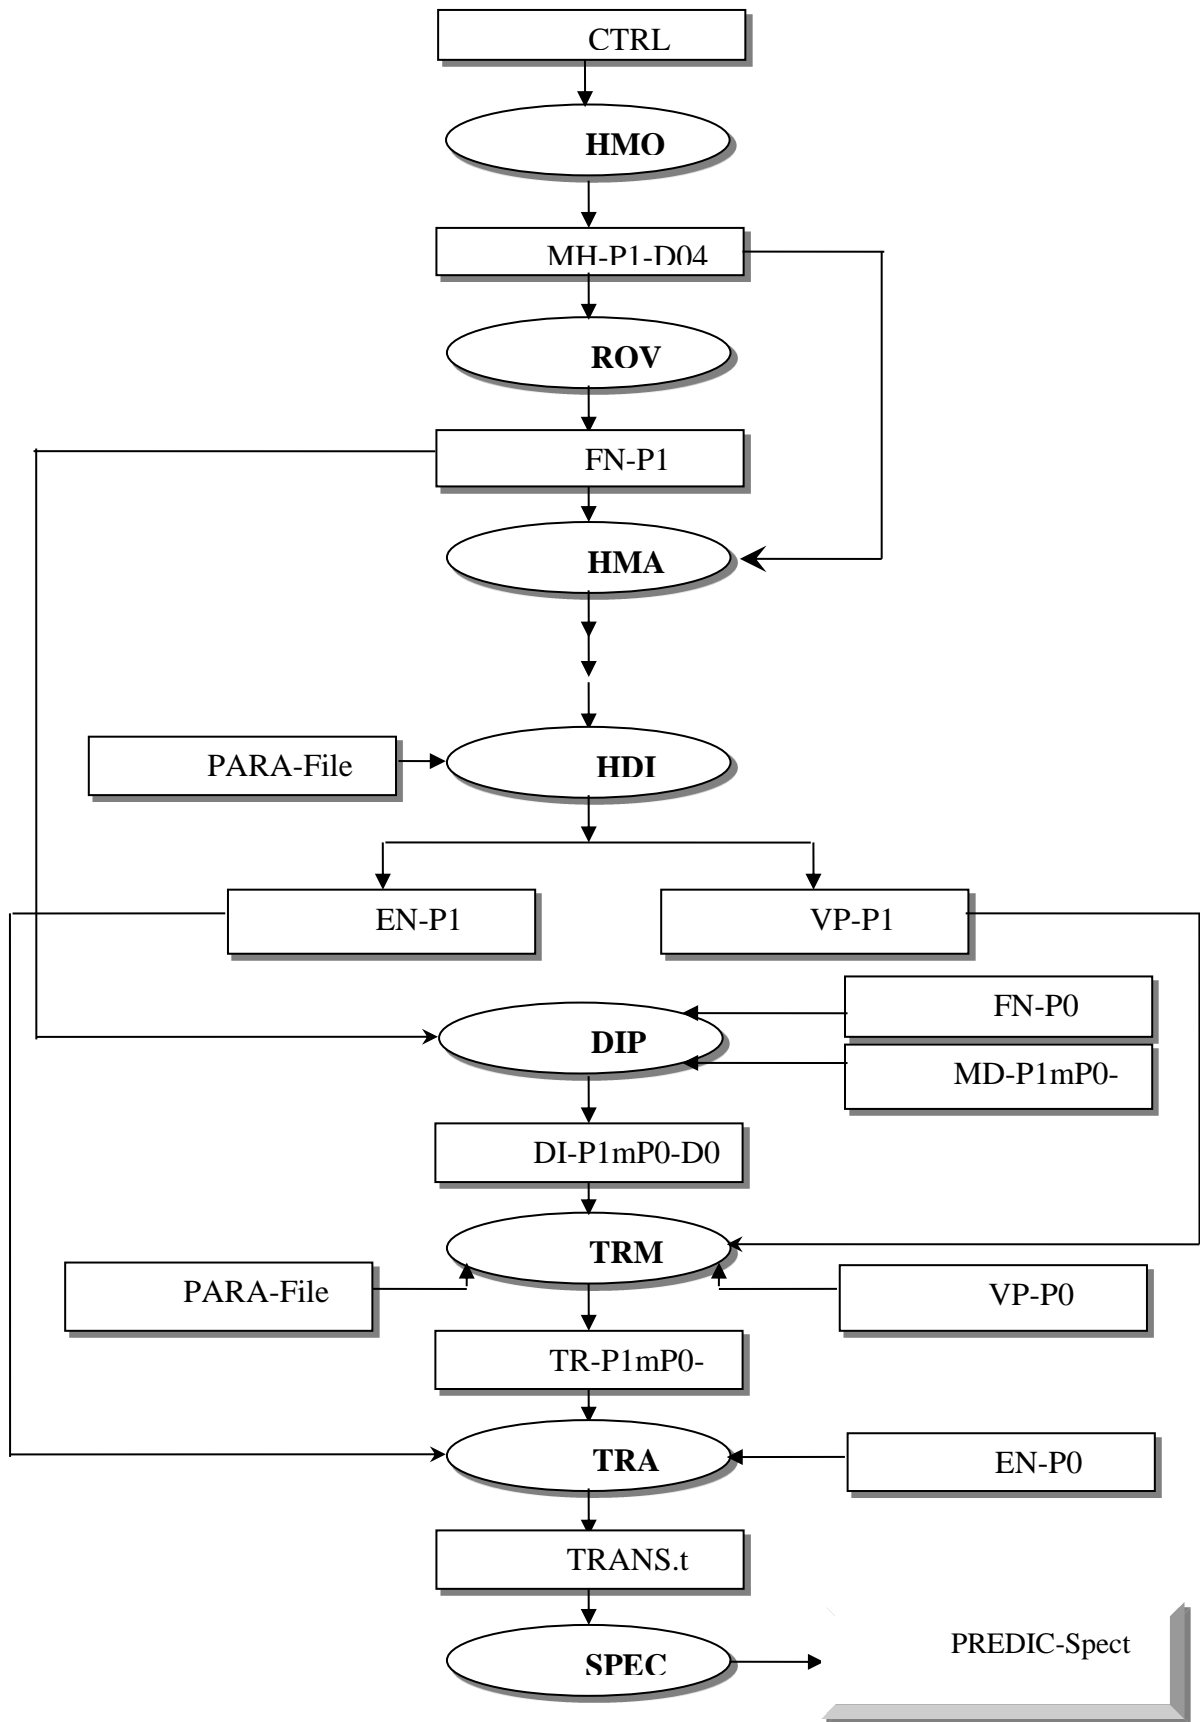 CTRL
HMO
MH-P1-D04
ROV
FN-P1
HMA
PARA-File
HDI
EN-P1
VP-P1
FN-P0
DIP
MD-P1mP0-
DI-P1mP0-D0
TRM
PARA-File
VP-P0
TR-P1mP0-
TRA
EN-P0
TRANS.t
PREDIC-Spect
SPEC